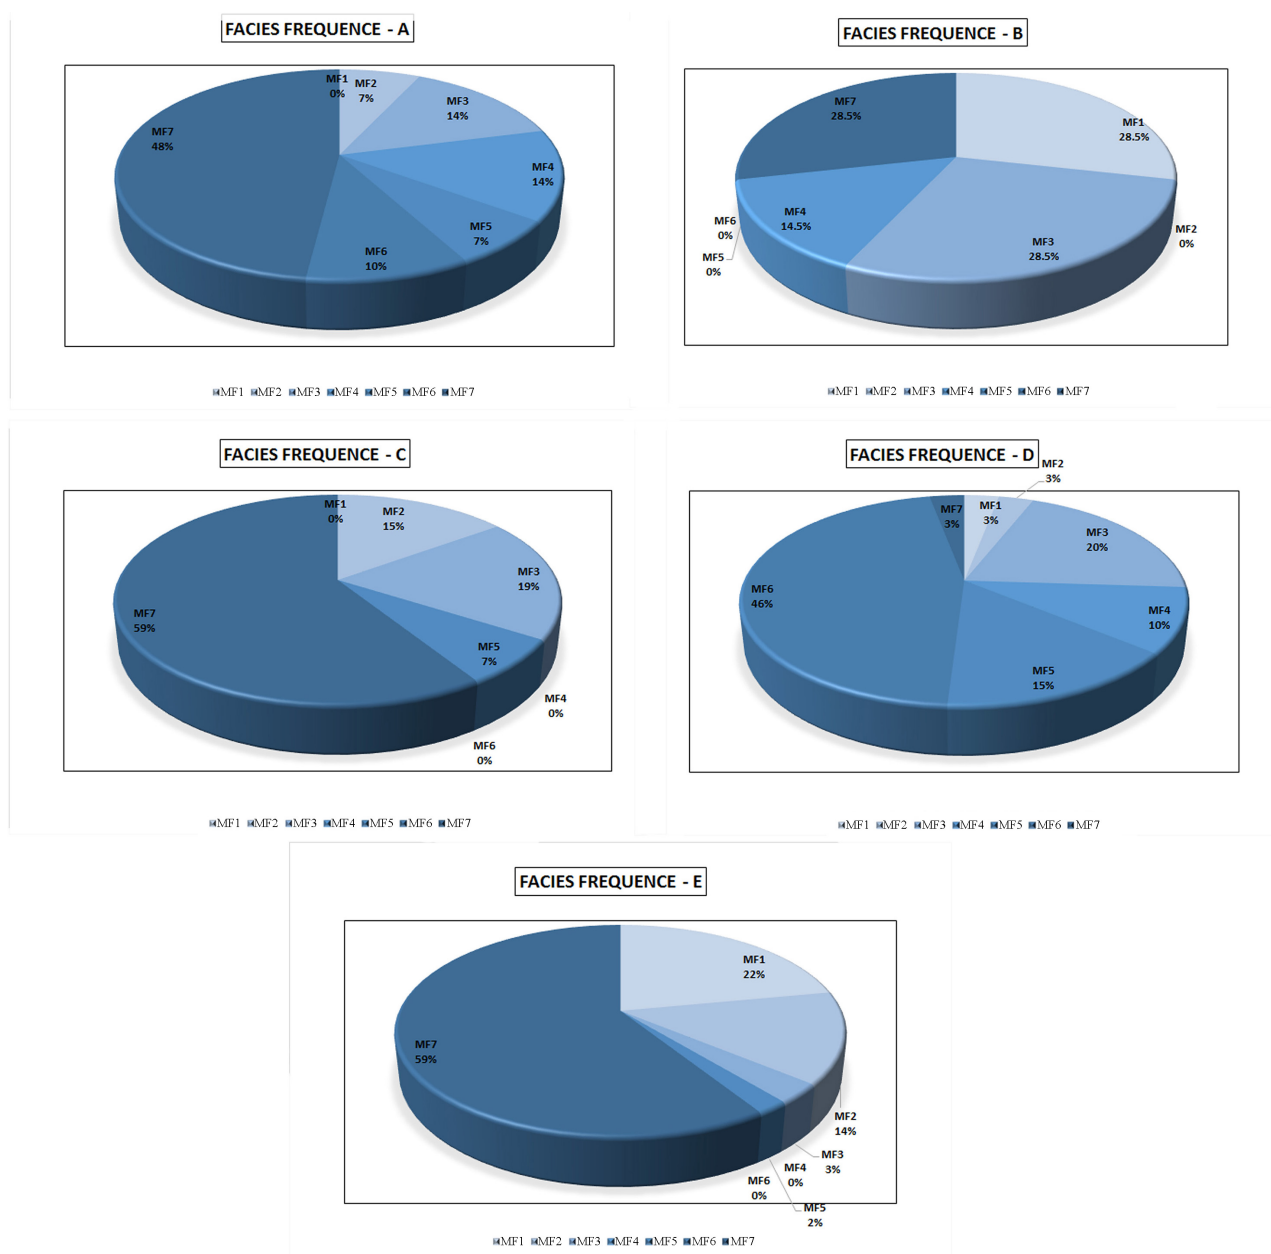 FACIES FREQUENCE - A
MF1
0%
MF2
7%
MF3
14%
MF4
14%
MF5
7%
MF6
10%
MF7
48%
MF1 MF2 MF3 MF4 MF5 MF6 MF7
FACIES FREQUENCE - B
MF1
28.5%
MF2
0%
MF3
28.5%
MF4
14.5%
MF5
0%
MF6
0%
MF7
28.5%
MF1 MF2 MF3 MF4 MF5 MF6 MF7
FACIES FREQUENCE - C
MF1
0%
MF2
15%
MF3
19%
MF4
0%
MF5
7%
MF6
0%
MF7
59%
MF1 MF2 MF3 MF4 MF5 MF6 MF7
FACIES FREQUENCE - D
MF1
3%
MF2
3%
MF3
20%
MF4
10%
MF5
15%
MF6
46%
MF7
3%
MF1 MF2 MF3 MF4 MF5 MF6 MF7
FACIES FREQUENCE - E
MF1
22%
MF2
14%
MF3
3%
MF4
0%
MF5
2%
MF6
0%
MF7
59%
MF1 MF2 MF3 MF4 MF5 MF6 MF7